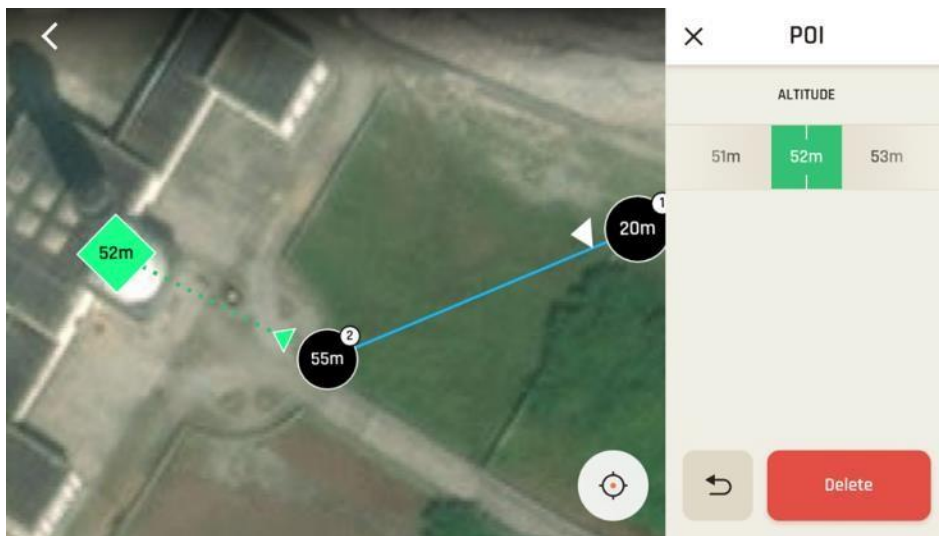 POI
ALTITUDE
51m 52m 53m
1
20m
52m
2
55m
Delete